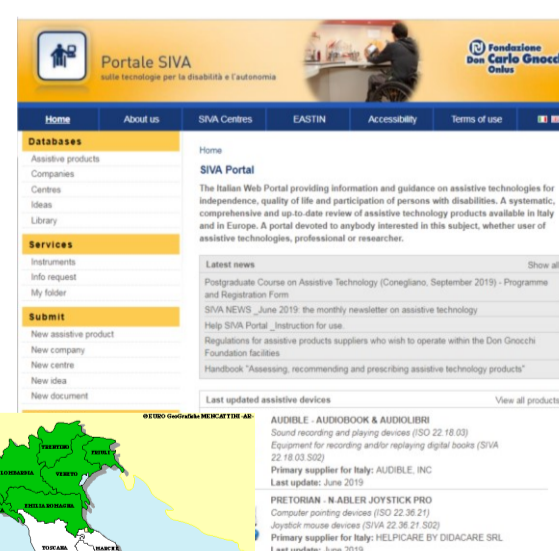 Portale SIVA
sulle tecnologie per la disabilità e l'autonomia
Fondazione
Don Carlo Gnocchi
Onlus
Home
About us
SIVA Centres
EASTIN
Accessibility
Terms of use
Databases
Assistive products
Companies
Centres
Ideas
Library
Services
Instruments
Info request
My folder
Submit
New assistive product
New company
New centre
New idea
New document
Home
SIVA Portal
The Italian Web Portal providing information and guidance on assistive technologies for
independence, quality of life and participation of persons with disabilities. A systematic,
comprehensive and up-to-date review of assistive technology products available in Italy
and in Europe. A portal devoted to anybody interested in this subject, whether user of
assistive technologies, professional or researcher.
Latest news
Show all
Postgraduate Course on Assistive Technology (Conegliano, September 2019) - Programme
and Registration Form
SIVA NEWS _June 2019: the monthly newsletter on assistive technology
Help SIVA Portal _Instruction for use.
Regulations for assistive products suppliers who wish to operate within the Don Gnocchi
Foundation facilities
Handbook "Assessing, recommending and prescribing assistive technology products"
Last updated assistive devices
View all products
AUDIBLE - AUDIOBOOK & AUDIOLIBRI
Sound recording and playing devices (ISO 22.18.03)
Equipment for recording and/or replaying digital books (SIVA
22.18.03.S02)
Primary supplier for Italy: AUDIBLE, INC
Last update: June 2019
PRETORIAN - N-ABLER JOYSTICK PRO
Computer pointing devices (ISO 22.36.21)
Joystick mouse devices (SIVA 22.36.21.S02)
Primary supplier for Italy: HELPICARE BY DIDACARE SRL
Last update: June 2019
©EURO GeoGrafiche MENCATTINI -AR-
TRENTINO
FRIULI
LOMBARDIA
VENETO
EMILIA ROMAGNA
TOSCANA
MARCHE